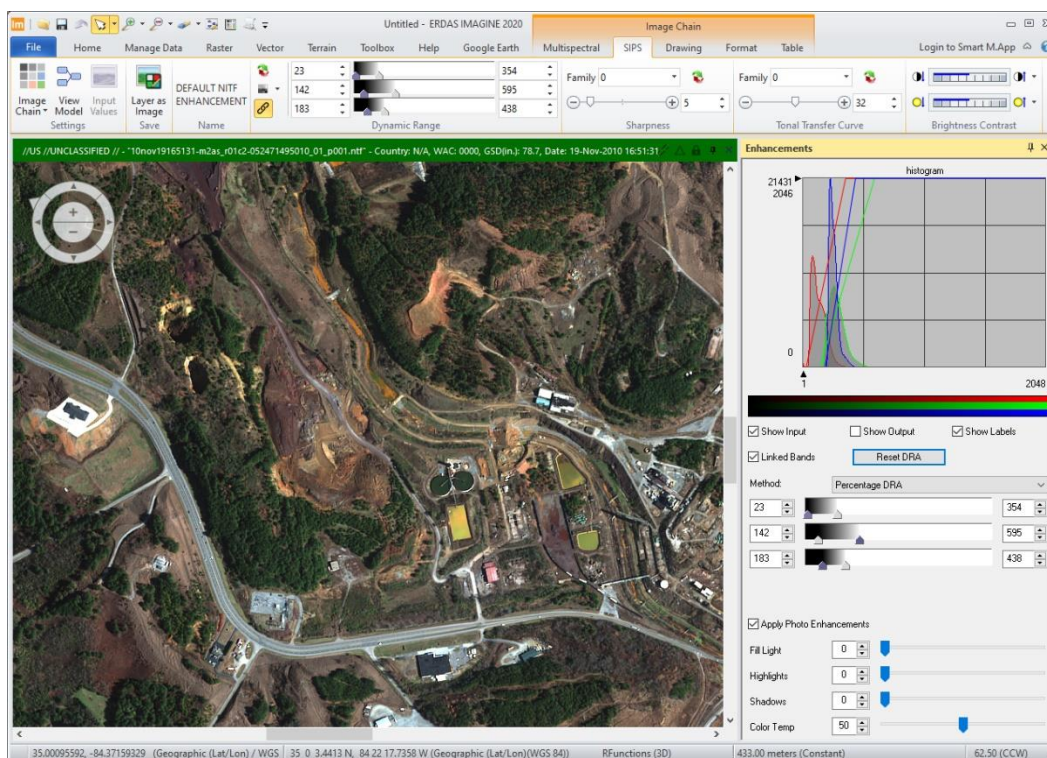 Untitled - ERDAS IMAGINE 2020
Image Chain
File
Home
Manage Data
Raster
Vector
Terrain
Toolbox
Help
Google Earth
Multispectral
SIPS
Drawing
Format
Table
Login to Smart M.App
Image Chain
View Model
Input Values
Settings
Layer as Image
Save
DEFAULT NITF ENHANCEMENT
Name
23
354
142
595
183
438
Dynamic Range
Family 0
5
Sharpness
Family 0
32
Tonal Transfer Curve
Brightness Contrast
//US //UNCLASSIFIED // - "10nov19165131-m2as_r01c2-052471495010_01_p001.ntf" - Country: N/A, WAC: 0000, GSD(in.): 78.7, Date: 19-Nov-2010 16:51:31
Enhancements
histogram
21431
2046
0
1
2048
Show Input
Show Output
Show Labels
Linked Bands
Reset DRA
Method:
Percentage DRA
23
354
142
595
183
438
Apply Photo Enhancements
Fill Light
0
Highlights
0
Shadows
0
Color Temp
50
35.00095592, -84.37159329 (Geographic (Lat/Lon) / WGS
35 0 3.4413 N, 84 22 17.7358 W (Geographic (Lat/Lon)(WGS 84))
RFunctions (3D)
433.00 meters (Constant)
62.50 (CCW)